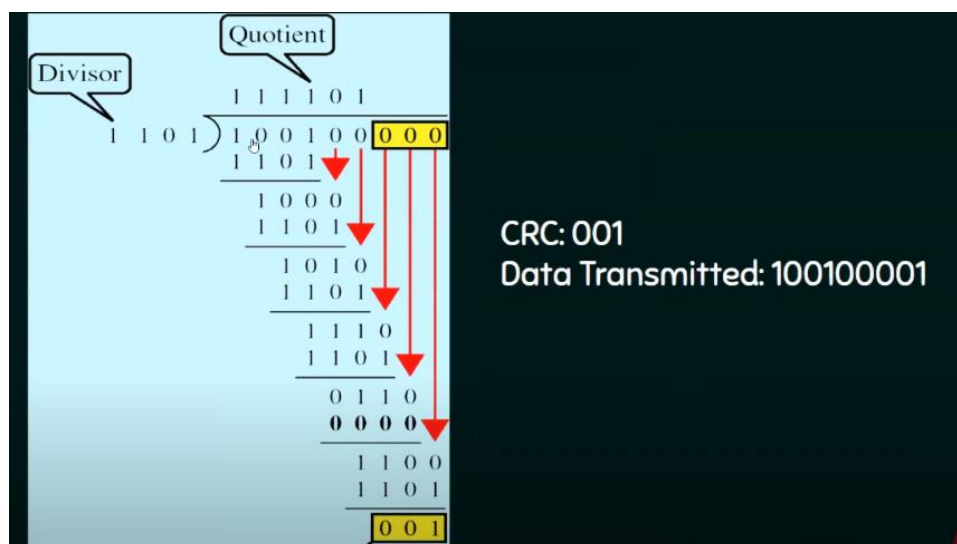 Quotient
Divisor
1 1 1 1 0 1
1 1 0 1 ) 1 0 0 1 0 0 0 0 0
1 1 0 1
1 0 0 0
1 1 0 1
1 0 1 0
1 1 0 1
1 1 1 0
1 1 0 1
0 1 1 0
0 0 0 0
1 1 0 0
1 1 0 1
0 0 1
CRC: 001
Data Transmitted: 100100001